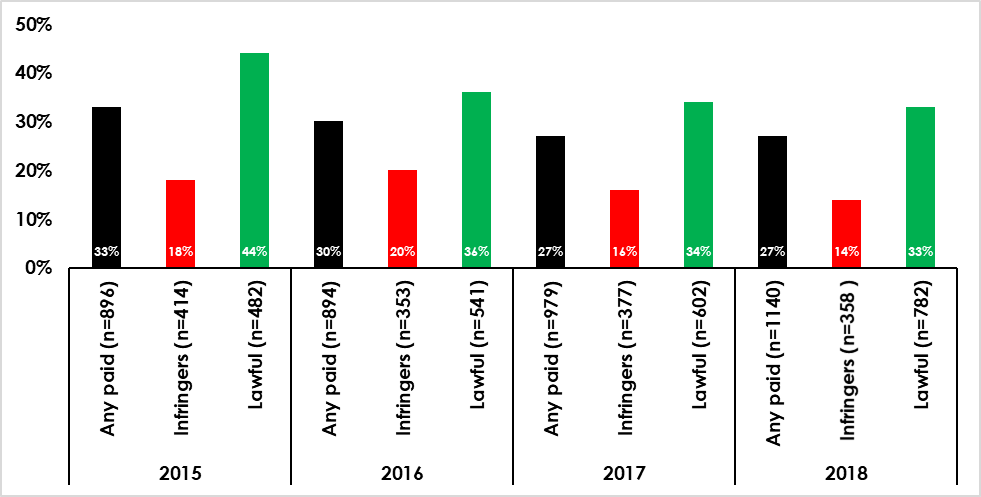 50%
40%
30%
20%
10%
0%
33%
18%
44%
30%
20%
36%
27%
16%
34%
27%
14%
33%
Any paid (n=896)
Infringers (n=414)
Lawful (n=482)
Any paid (n=894)
Infringers (n=353)
Lawful (n=541)
Any paid (n=979)
Infringers (n=377)
Lawful (n=602)
Any paid (n=1140)
Infringers (n=358 )
Lawful (n=782)
2015
2016
2017
2018